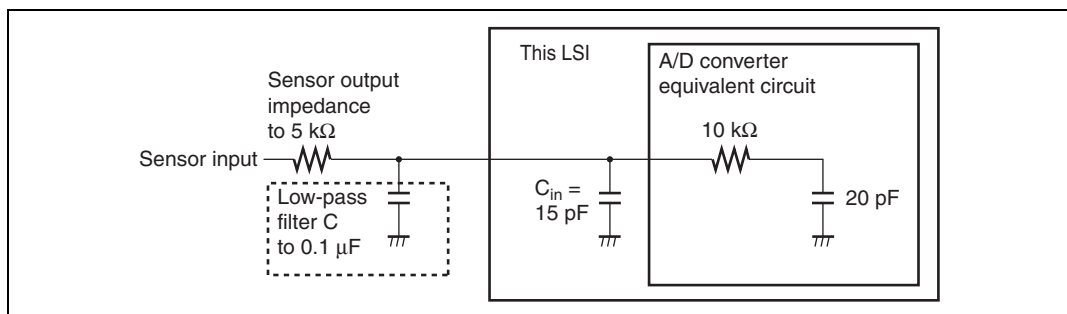 This LSI
A/D converter
equivalent circuit
Sensor output
impedance
to 5 kΩ
10 kΩ
Sensor input
Low-pass
filter C
to 0.1 μF
Cin =
15 pF
20 pF